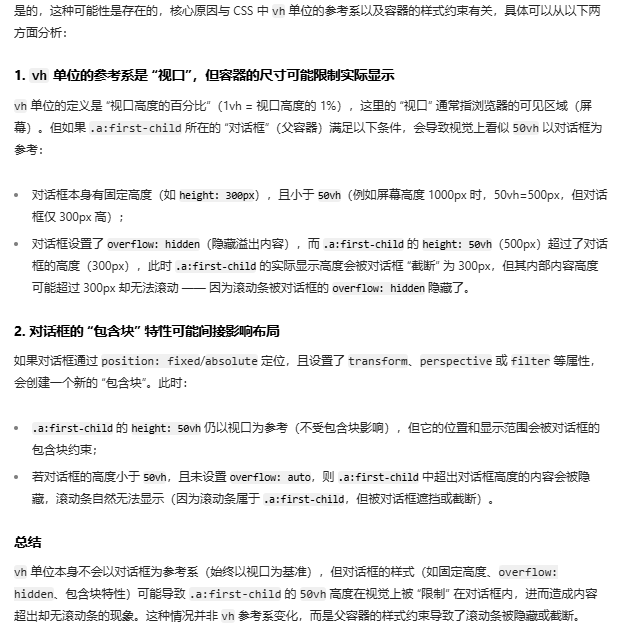 是的，这种可能性是存在的，核心原因与 CSS 中 vh 单位的参考系以及容器的样式约束有关，具体可以从以下两
方面分析：
1. vh 单位的参考系是 “视口”，但容器的尺寸可能限制实际显示
vh 单位的定义是 “视口高度的百分比”（1vh = 视口高度的 1%），这里的 “视口” 通常指浏览器的可见区域（屏
幕）。但如果 .a:first-child 所在的 “对话框”（父容器）满足以下条件，会导致视觉上看似 50vh 以对话框为
参考：
• 对话框本身有固定高度（如 height: 300px），且小于 50vh（例如屏幕高度 1000px 时，50vh=500px，但对话
框仅 300px 高）；
• 对话框设置了 overflow: hidden（隐藏溢出内容），而 .a:first-child 的 height: 50vh（500px）超过了对话
框的高度（300px），此时 .a:first-child 的实际显示高度会被对话框 “截断” 为 300px，但其内部内容高度
可能超过 300px 却无法滚动 —— 因为滚动条被对话框的 overflow: hidden 隐藏了。
2. 对话框的 “包含块” 特性可能间接影响布局
如果对话框通过 position: fixed/absolute 定位，且设置了 transform、perspective 或 filter 等属性，
会创建一个新的 “包含块”。此时：
• .a:first-child 的 height: 50vh 仍以视口为参考（不受包含块影响），但它的位置和显示范围会被对话框的
包含块约束；
• 若对话框的高度小于 50vh，且未设置 overflow: auto，则 .a:first-child 中超出对话框高度的内容会被隐
藏，滚动条自然无法显示（因为滚动条属于 .a:first-child，但被对话框遮挡或截断）。
总结
vh 单位本身不会以对话框为参考系（始终以视口为基准），但对话框的样式（如固定高度、overflow:
hidden、包含块特性）可能导致 .a:first-child 的 50vh 高度在视觉上被 “限制” 在对话框内，进而造成内容
超出却无滚动条的现象。这种情况并非 vh 参考系变化，而是父容器的样式约束导致了滚动条被隐藏或截断。